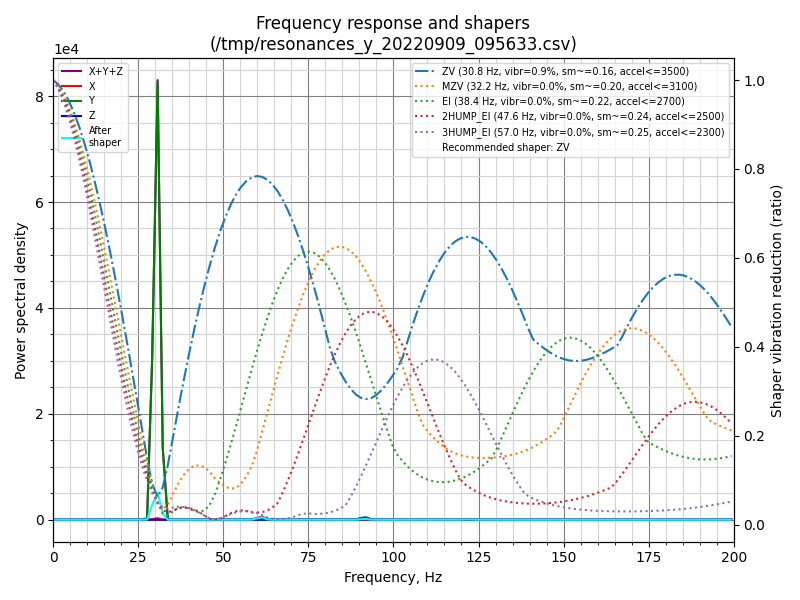 Frequency response and shapers
(/tmp/resonances_y_20220909_095633.csv)
1e4
X+Y+Z
X
Y
Z
After
shaper
ZV (30.8 Hz, vibr=0.9%, sm~=0.16, accel<=3500)
MZV (32.2 Hz, vibr=0.0%, sm~=0.20, accel<=3100)
EI (38.4 Hz, vibr=0.0%, sm~=0.22, accel<=2700)
2HUMP_EI (47.6 Hz, vibr=0.0%, sm~=0.24, accel<=2500)
3HUMP_EI (57.0 Hz, vibr=0.0%, sm~=0.25, accel<=2300)
Recommended shaper: ZV
8
6
4
2
0
Power spectral density
1.0
0.8
0.6
0.4
0.2
0.0
Shaper vibration reduction (ratio)
0 25 50 75 100 125 150 175 200
Frequency, Hz